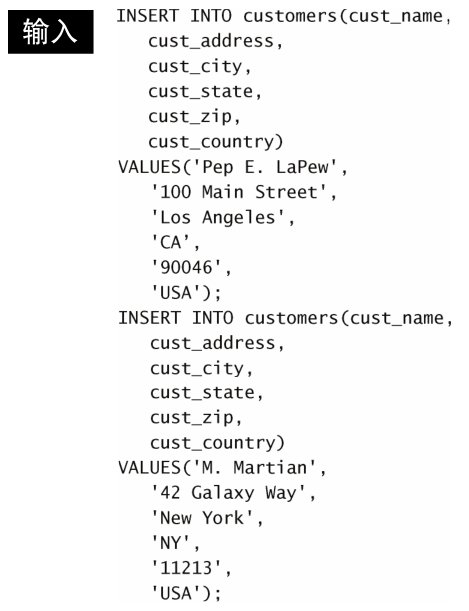 输入
INSERT INTO customers(cust_name,
cust_address,
cust_city,
cust_state,
cust_zip,
cust_country)
VALUES('Pep E. LaPew',
'100 Main Street',
'Los Angeles',
'CA’,
'90046',
'USA');
INSERT INTO customers(cust_name,
cust_address,
cust_city,
cust_state,
cust_zip,
cust_country)
VALUES('M. Martian',
'42 Galaxy Way',
'New York',
'NY',
'11213',
'USA');